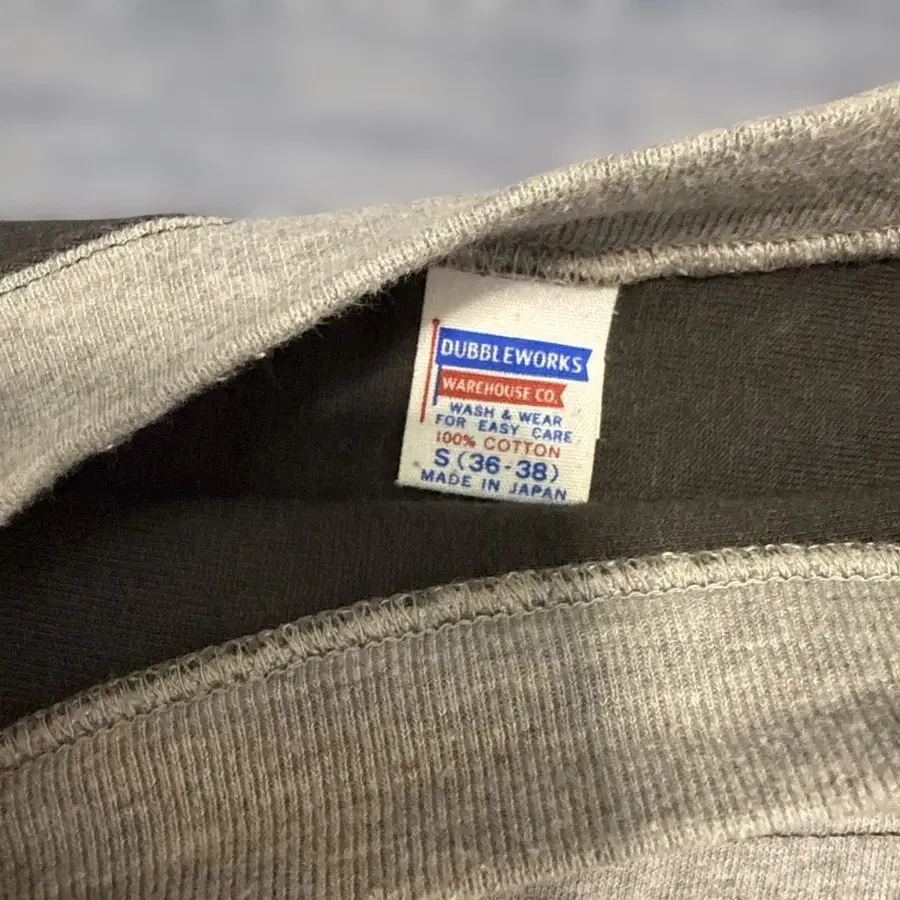 DUBBLEWORKS
WAREHOUSE CO.
WASH & WEAR
FOR EASY CARE
100% COTTON
S (36-38)
MADE IN JAPAN